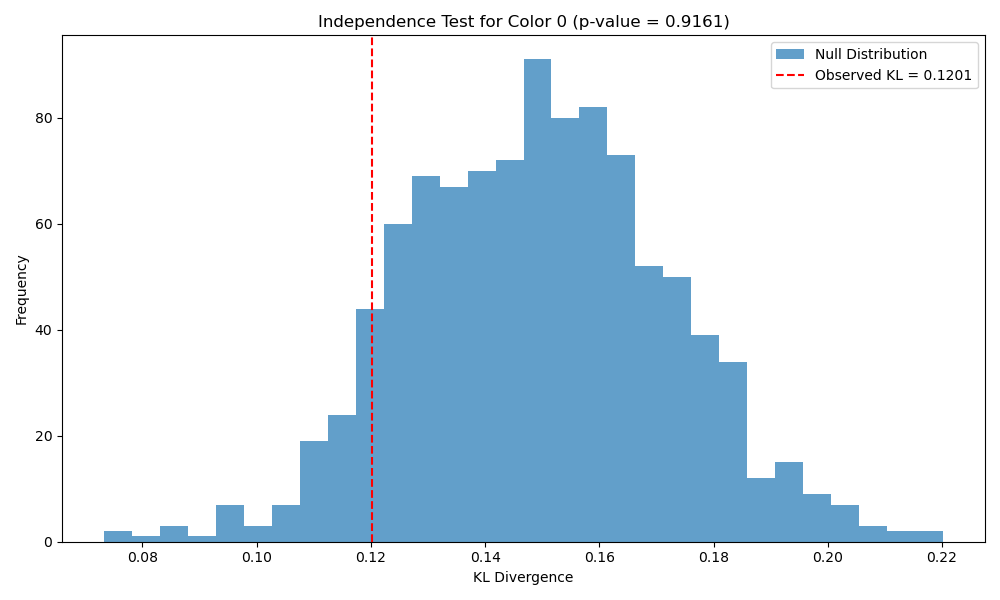 Independence Test for Color 0 (p-value = 0.9161)
Null Distribution
Observed KL = 0.1201
Frequency
80
60
40
20
0
0.08 0.10 0.12 0.14 0.16 0.18 0.20 0.22
KL Divergence